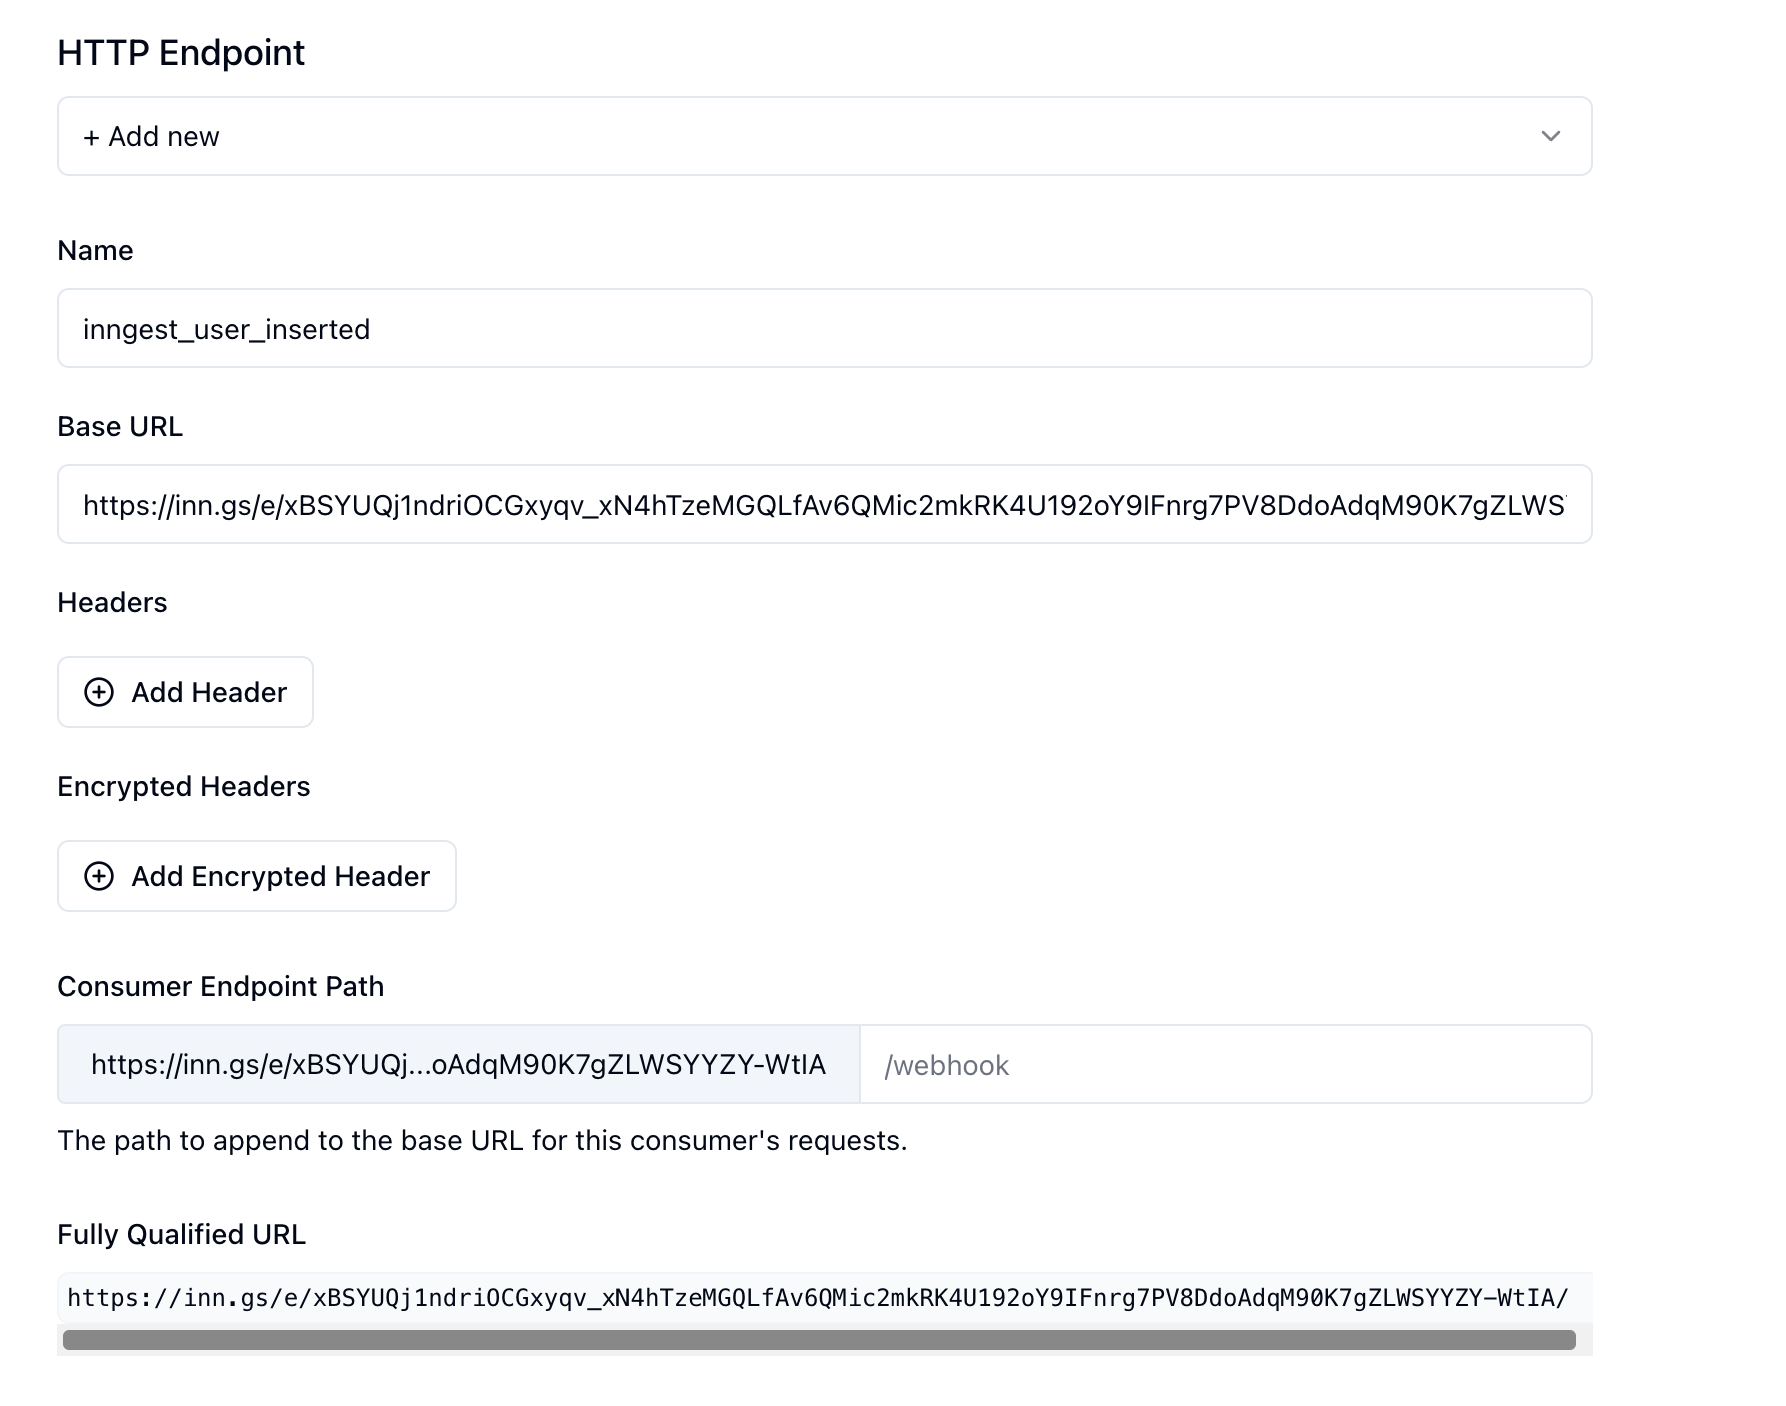 HTTP Endpoint
+ Add new
Name
inngest_user_inserted
Base URL
https://inn.gs/e/xBSYUQj1ndriOCGxyqv_xN4hTzeMGQLfAv6QMic2mkRK4U192oY9IFnrg7PV8DdoAdqM90K7gZLWS
Headers
Add Header
Encrypted Headers
Add Encrypted Header
Consumer Endpoint Path
https://inn.gs/e/xBSYUQj...oAdqM90K7gZLWSYYZY-WtIA /webhook
The path to append to the base URL for this consumer's requests.
Fully Qualified URL
https://inn.gs/e/xBSYUQj1ndriOCGxyqv_xN4hTzeMGQLfAv6QMic2mkRK4U192oY9IFnrg7PV8DdoAdqM90K7gZLWSYYZY-WtIA/